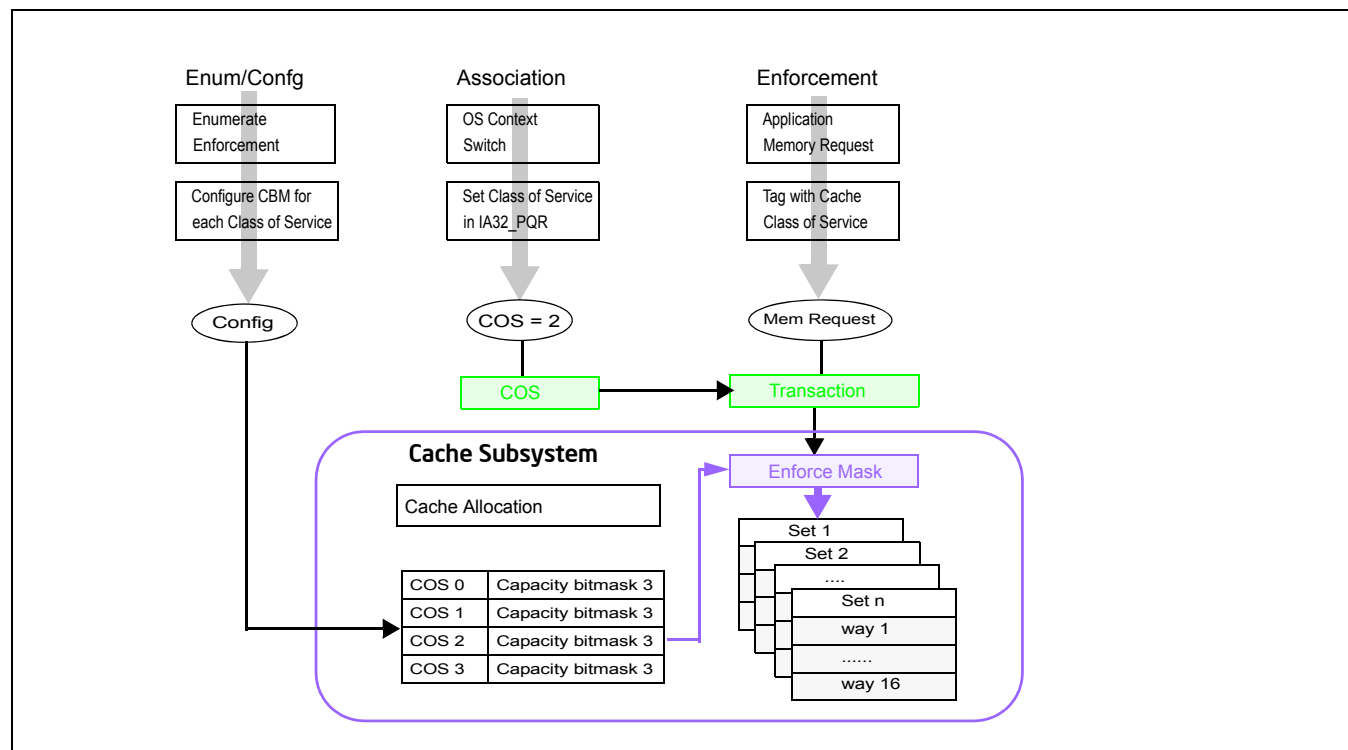 Enum/Confg
Association
Enforcement
Enumerate
Enforcement
OS Context
Switch
Application
Memory Request
Configure CBM for
each Class of Service
Set Class of Service
in IA32_PQR
Tag with Cache
Class of Service
Config
COS = 2
Mem Request
COS
Transaction
Cache Subsystem
Enforce Mask
Cache Allocation
Set 1
Set 2
....
Set n
way 1
......
way 16
COS 0 Capacity bitmask 3
COS 1 Capacity bitmask 3
COS 2 Capacity bitmask 3
COS 3 Capacity bitmask 3